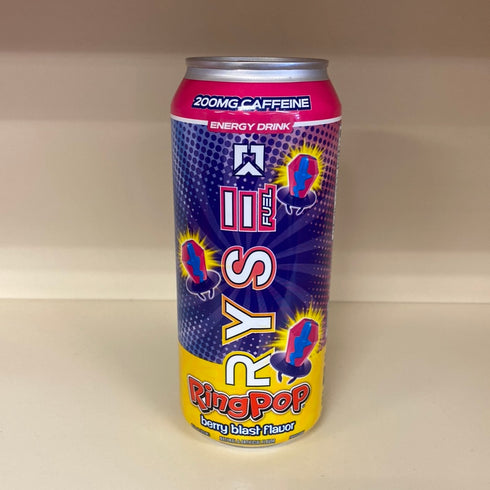 200MG CAFFEINE
ENERGY DRINK
RYSE
FUEL
RingPOP
berry blast flavor